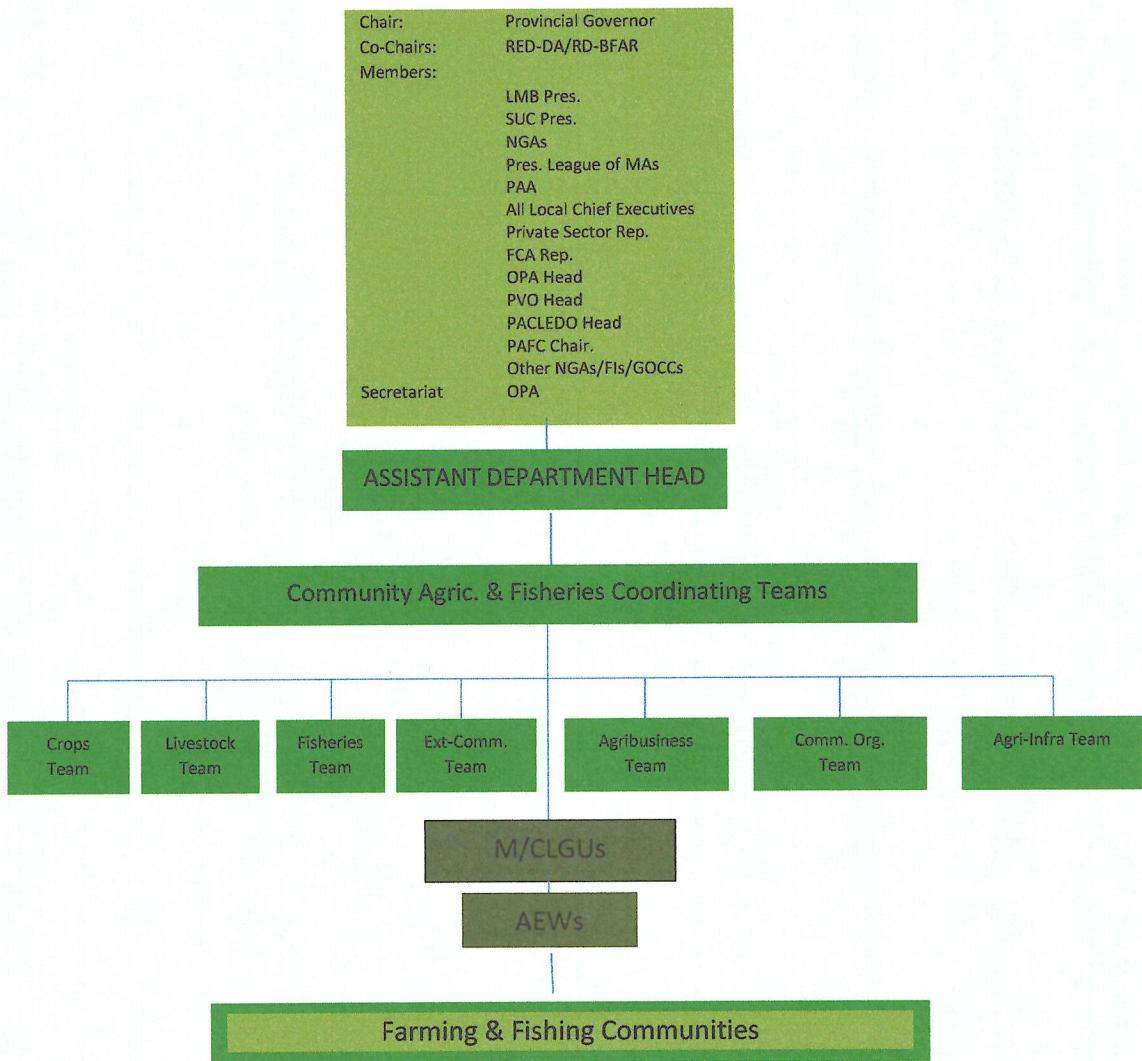 Chair: Provincial Governor
Co-Chairs: RED-DA/RD-BFAR
Members:
LMB Pres.
SUC Pres.
NGAs
Pres. League of MAs
PAA
All Local Chief Executives
Private Sector Rep.
FCA Rep.
OPA Head
PVO Head
PACLEDO Head
PAFC Chair.
Other NGAs/FIs/GOCCs
Secretariat OPA
ASSISTANT DEPARTMENT HEAD
Community Agric. & Fisheries Coordinating Teams
Crops
Team
Livestock
Team
Fisheries
Team
Ext-Comm.
Team
Agribusiness
Team
Comm. Org.
Team
Agri-Infra Team
M/CLGUs
AEWs
Farming & Fishing Communities